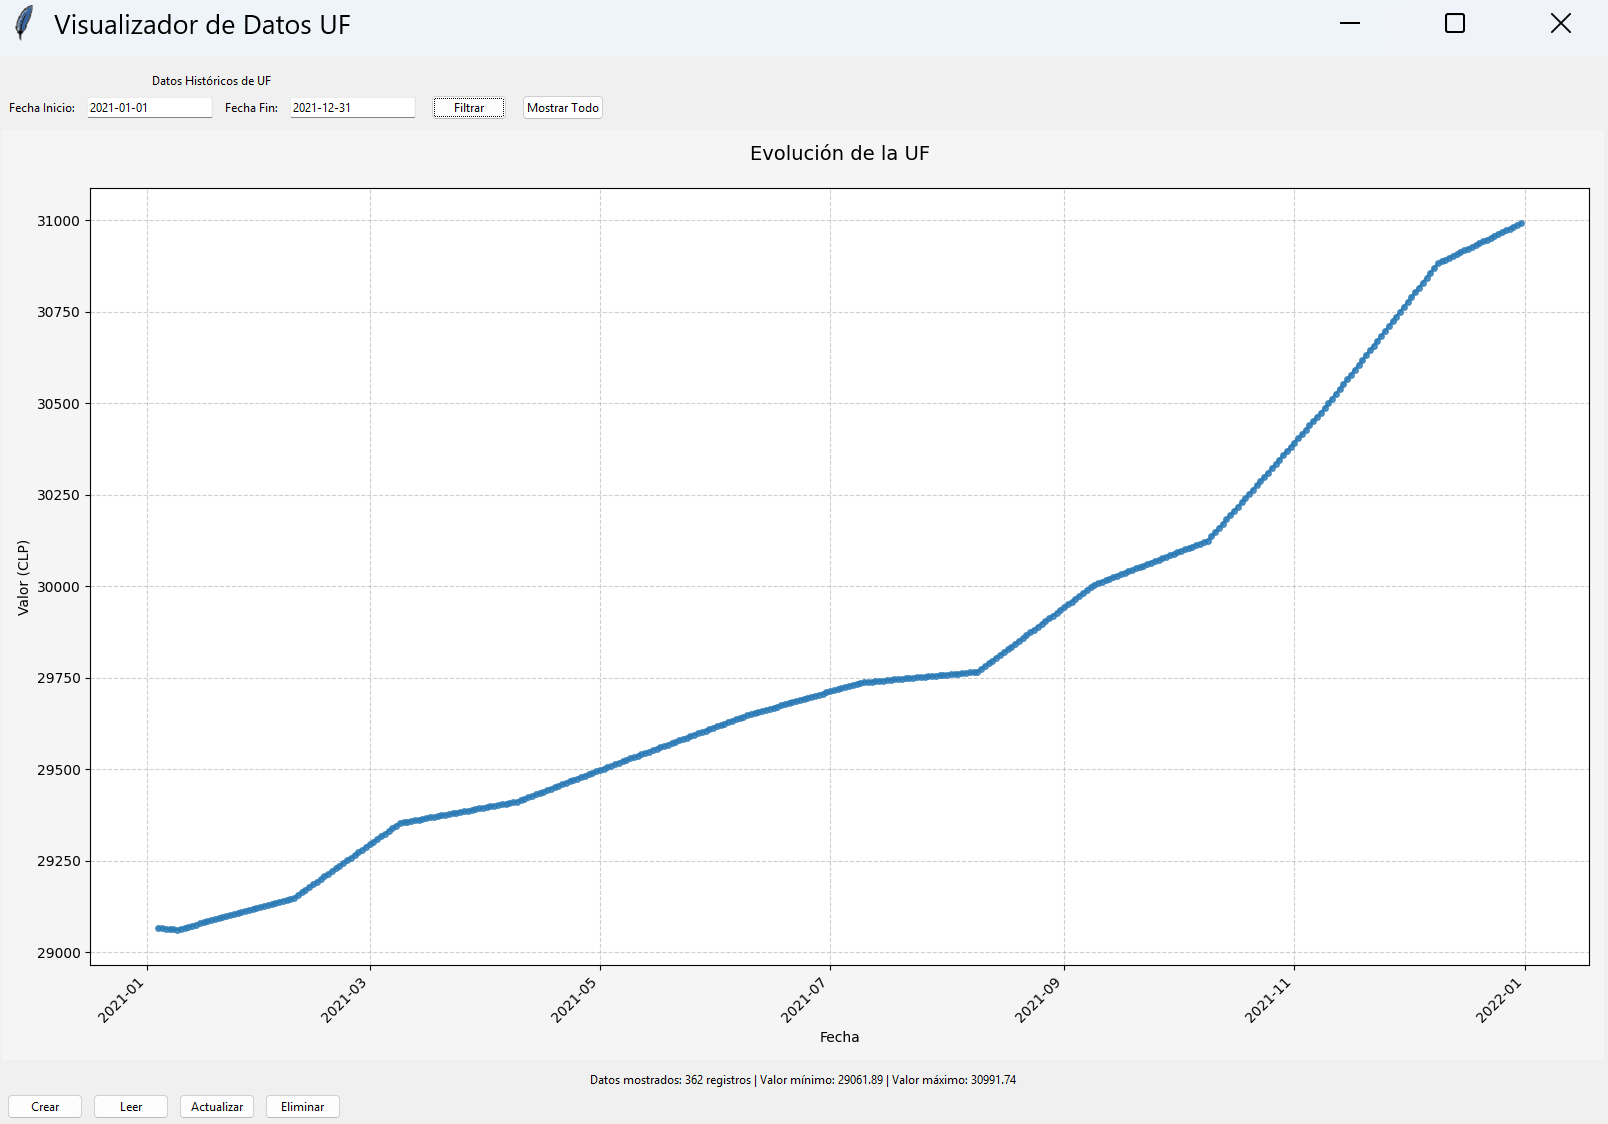 Visualizador de Datos UF
Datos Históricos de UF
Fecha Inicio: 2021-01-01 Fecha Fin: 2021-12-31 Filtrar Mostrar Todo
Evolución de la UF
31000
30750
30500
30250
30000
29750
29500
29250
29000
Valor (CLP)
2021-01 2021-03 2021-05 2021-07 2021-09 2021-11 2022-01
Fecha
Datos mostrados: 362 registros | Valor mínimo: 29061.89 | Valor máximo: 30991.74
Crear Leer Actualizar Eliminar